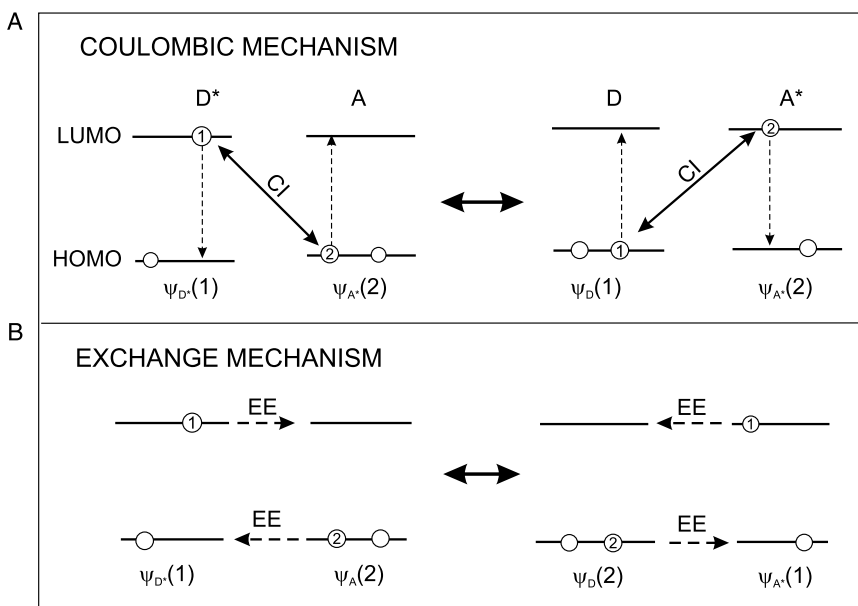 A
COULOMBIC MECHANISM
D* A D A*
LUMO 1 2
CI CI
HOMO 2 1
ψD*(1) ψA*(2) ψD(1) ψA*(2)
B
EXCHANGE MECHANISM
1 EE EE 1
EE 2 2 EE
ψD*(1) ψA(2) ψD(2) ψA*(1)